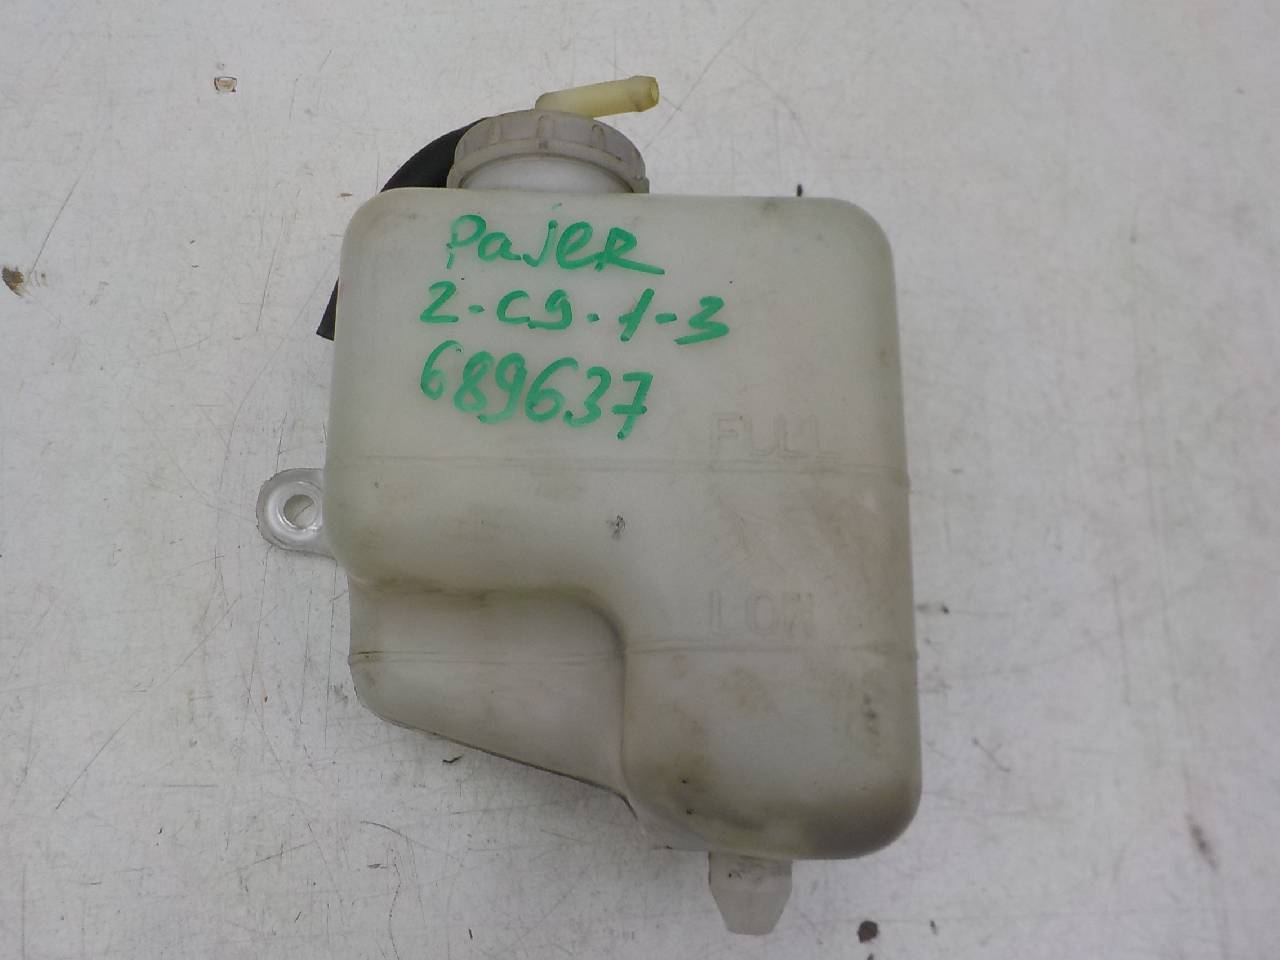 PajeR
2-C9-1-3
689637
FULL
LOW